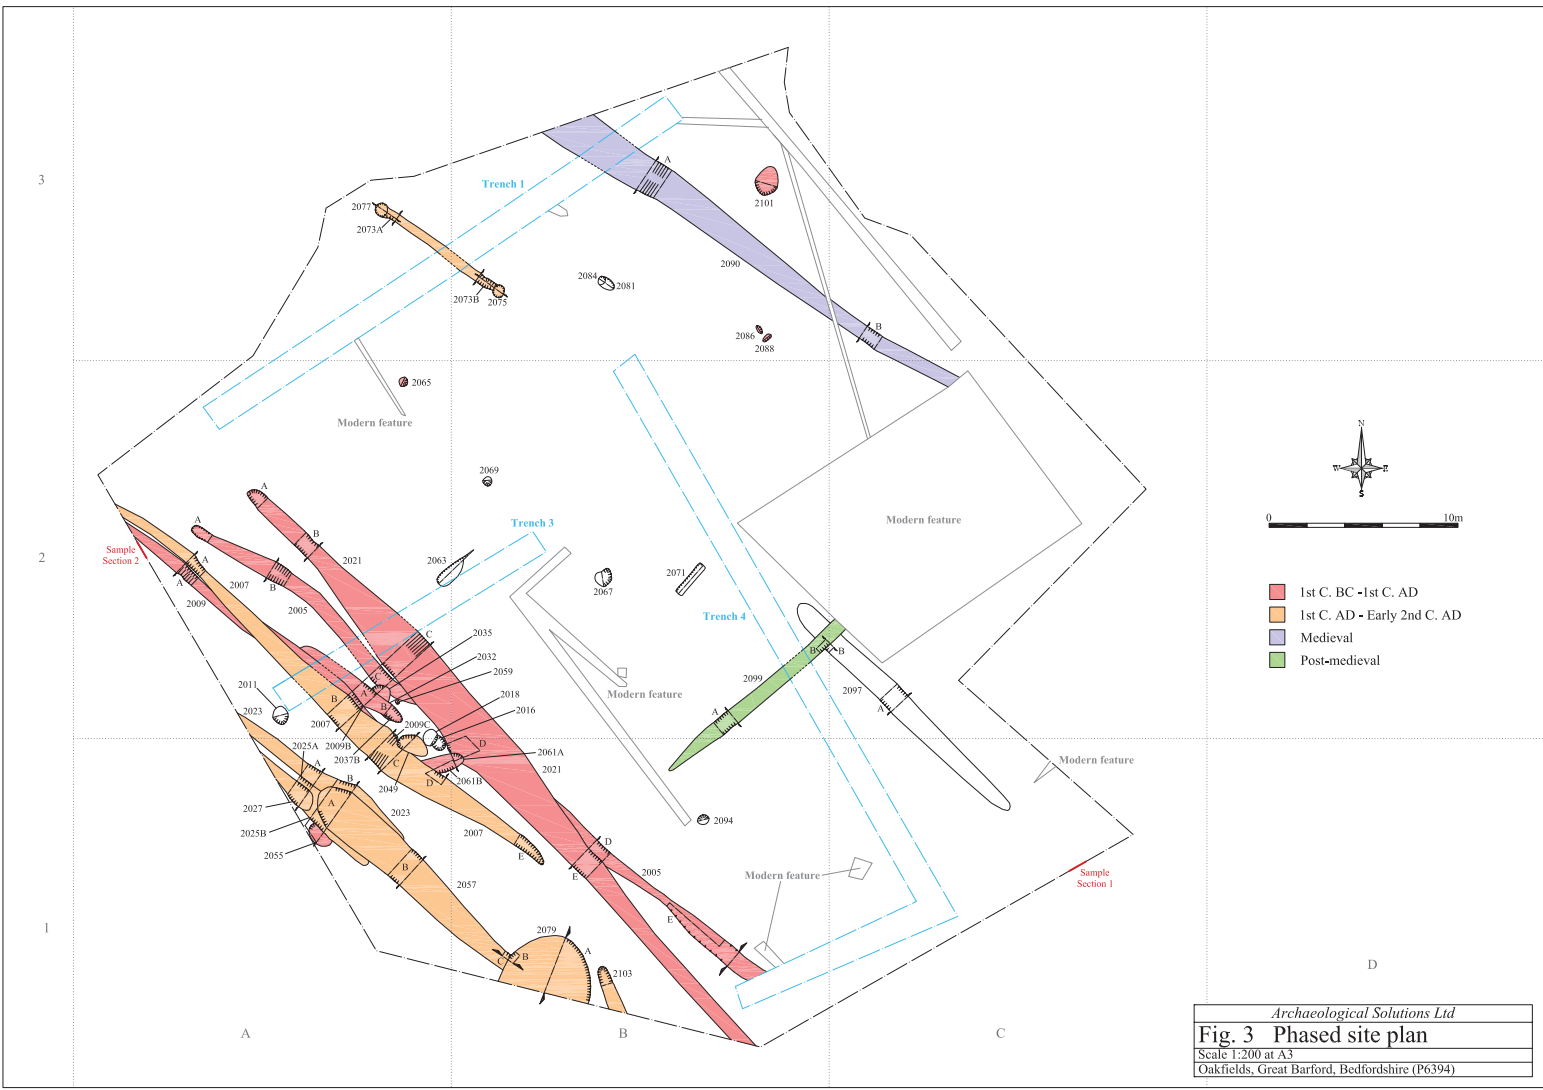 3
Trench 1
A
2101
2077
2073A
2090
2084
2081
2073B
2075
B
2086
2088
2065
Modern feature
N
W
E
S
2069
A
A
Trench 3
Modern feature
0
10m
B
2021
2
Sample
Section 2
A
2007
2063
2067
2071
A
B
2009
2005
1st C. BC -1st C. AD
Trench 4
1st C. AD - Early 2nd C. AD
C
2035
Medieval
2032
B
B
Post-medieval
2059
C
A
2099
2097
2018
Modern feature
2011
B
B
2023
2016
A
A
2007
2009C
2009B
D
2061A
2037B
2025A
C
2021
Modern feature
A
B
D
2061B
2049
2027
A
2023
2094
2025B
2007
D
2055
E
B
E
2005
Modern feature
Sample
Section 1
2057
E
1
2079
A
C
B
2103
D
A
B
C
Archaeological Solutions Ltd
Fig. 3 Phased site plan
Scale 1:200 at A3
Oakfields, Great Barford, Bedfordshire (P6394)